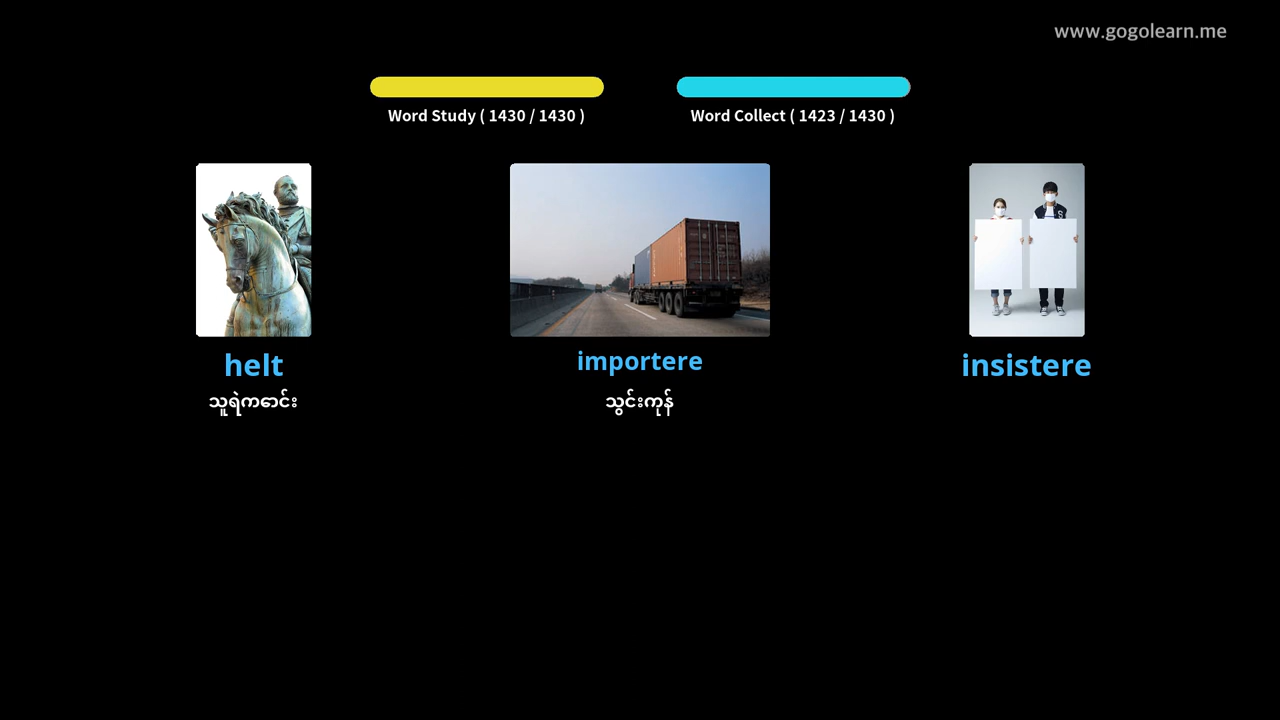 www.gogolearn.me
Word Study ( 1430 / 1430 )
Word Collect ( 1423 / 1430 )
helt
importere
insistere
သူရဲကောင်း
သွင်းကုန်